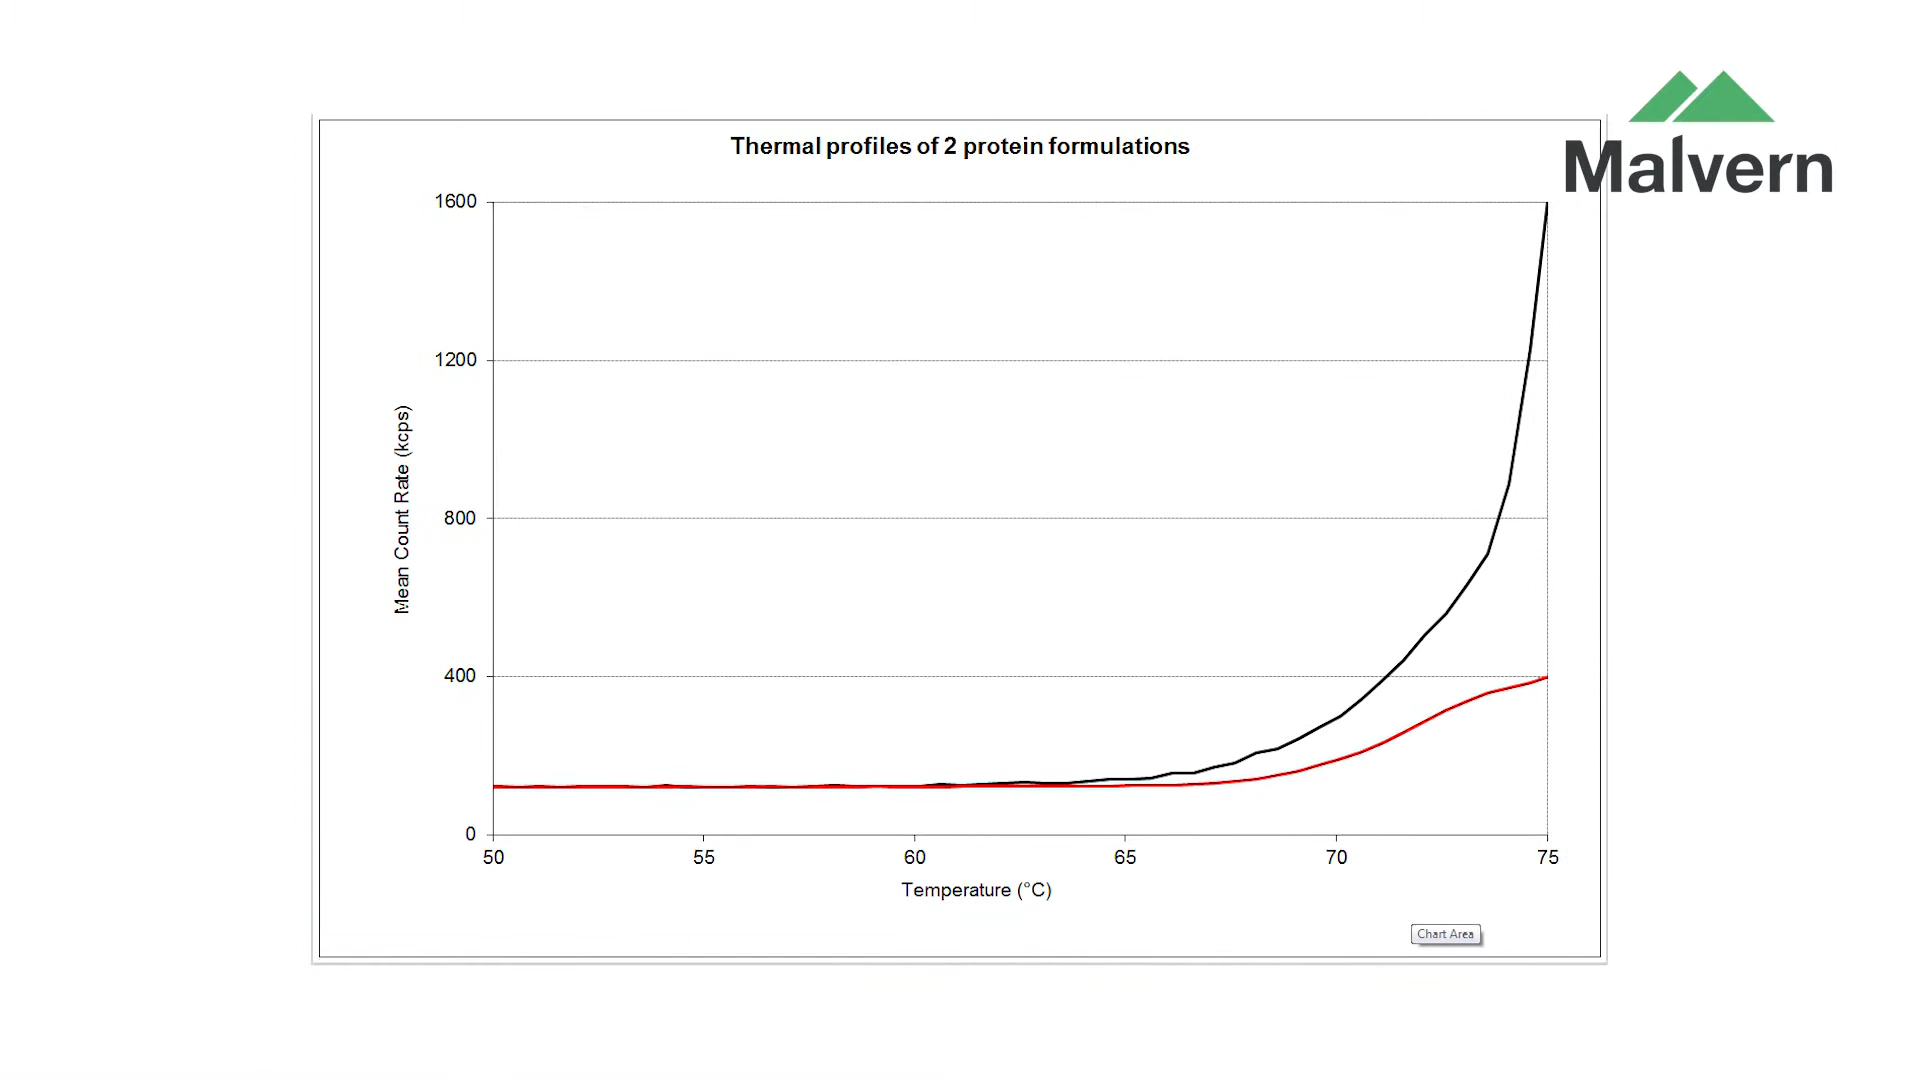 Malvern
Thermal profiles of 2 protein formulations
1600
1200
800
400
0
Mean Count Rate (kcps)
50 55 60 65 70 75
Temperature (°C)
Chart Area